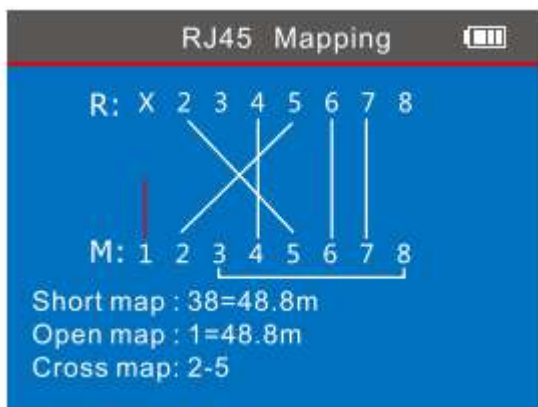 RJ45 Mapping
R: X 2 3 4 5 6 7 8
M: 1 2 3 4 5 6 7 8
Short map : 38=48.8m
Open map : 1=48.8m
Cross map: 2-5